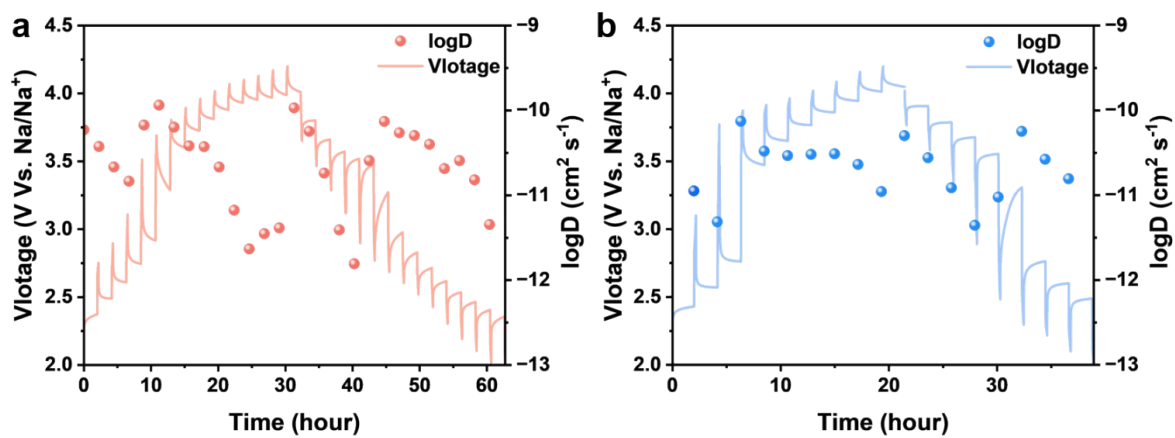 a
Vlotage (V Vs. Na/Na⁺)
4.5
4.0
3.5
3.0
2.5
2.0
0
10
20
30
40
50
60
Time (hour)
−9
−10
−11
−12
−13
logD (cm² s⁻¹)
logD
Vlotage
b
Vlotage (V Vs. Na/Na⁺)
4.5
4.0
3.5
3.0
2.5
2.0
0
10
20
30
Time (hour)
−9
−10
−11
−12
−13
logD (cm² s⁻¹)
logD
Vlotage